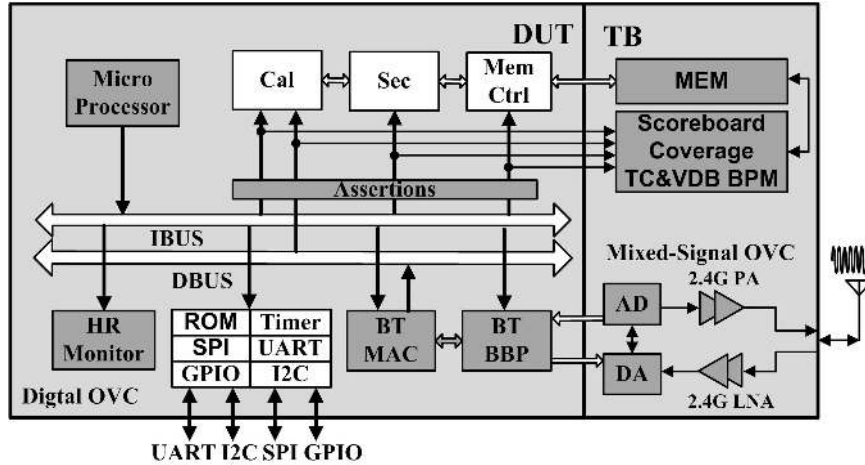 DUT
TB
Micro
Processor
Cal
Sec
Mem
Ctrl
MEM
Scoreboard
Coverage
TC&VDB BPM
Assertions
IBUS
DBUS
Mixed-Signal OVC
2.4G PA
HR
Monitor
ROM
Timer
SPI
UART
GPIO
I2C
BT
MAC
BT
BBP
AD
DA
2.4G LNA
Digtal OVC
UART I2C SPI GPIO